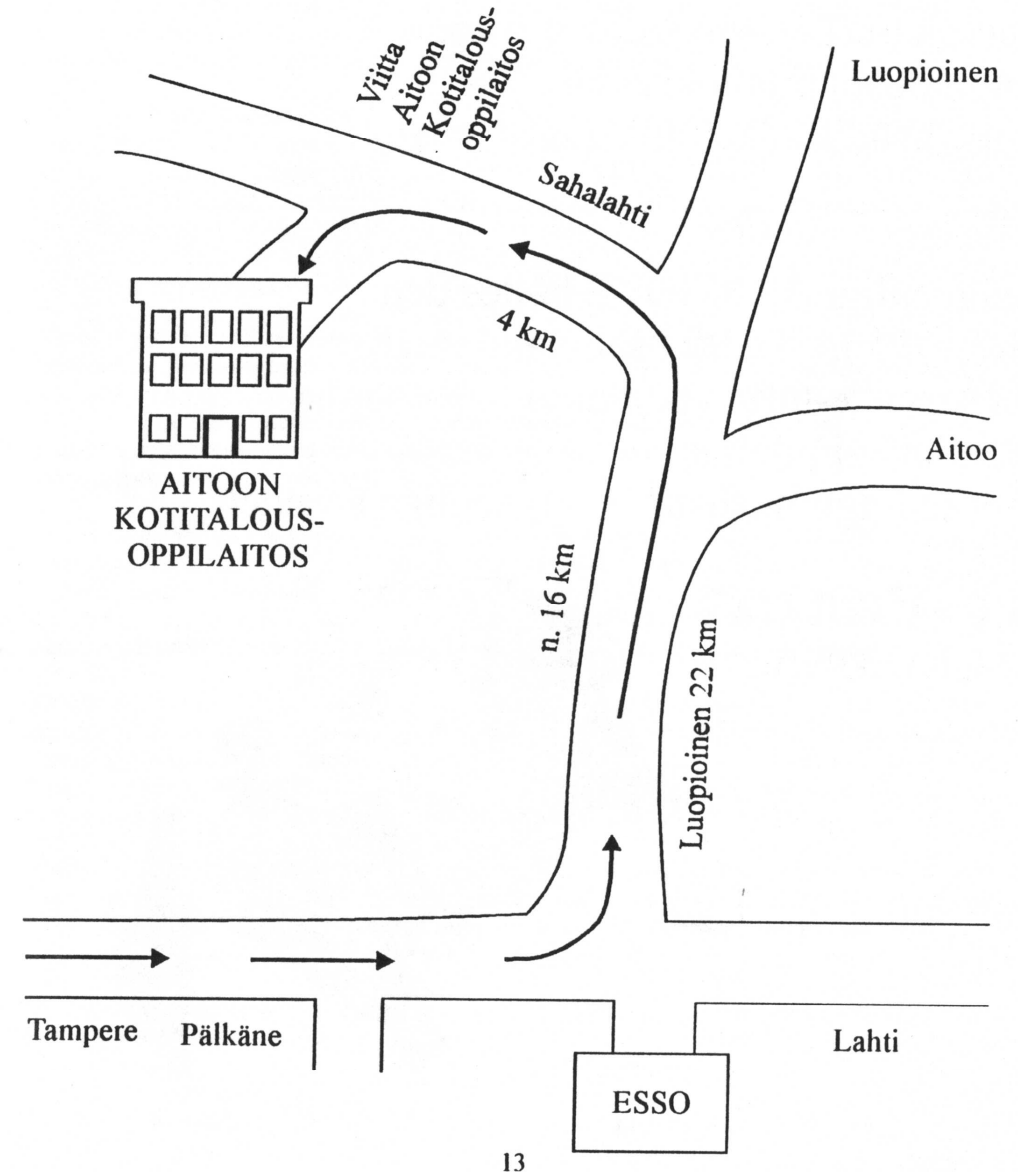 Viitta
Aitoon
Kotitalous-
oppilaitos
Luopioinen
Sahalahti
4 km
Aitoo
AITOON
KOTITALOUS-
OPPILAITOS
n. 16 km
Luopioinen 22 km
Tampere
Pälkäne
Lahti
ESSO
13